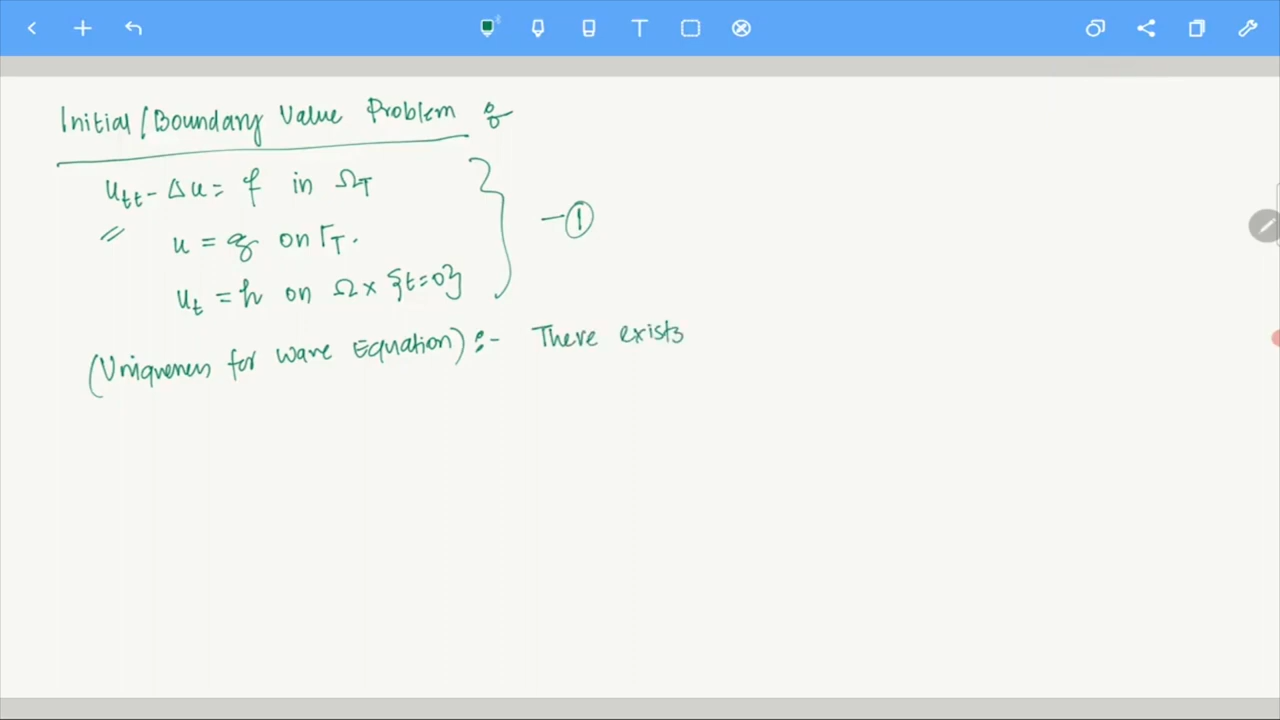 Initial/Boundary Value Problem :-
u_tt - Δu = f in Ω_T
u = g on Γ_T.
u_t = h on Ω × {t=0}
} - ①
(Uniqueness for Wave Equation) :- There exists